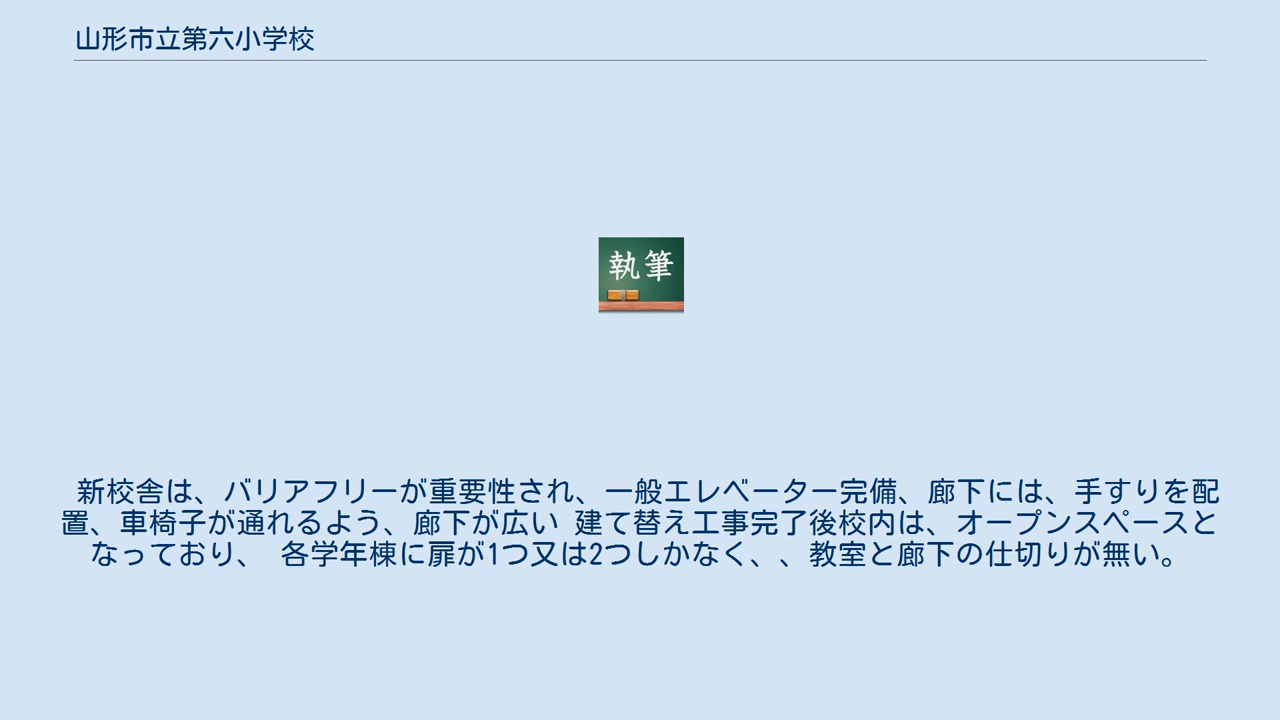 山形市立第六小学校
執筆
新校舎は、バリアフリーが重要性され、一般エレベーター完備、廊下には、手すりを配
置、車椅子が通れるよう、廊下が広い 建て替え工事完了後校内は、オープンスペースと
なっており、 各学年棟に扉が1つ又は2つしかなく、、教室と廊下の仕切りが無い。